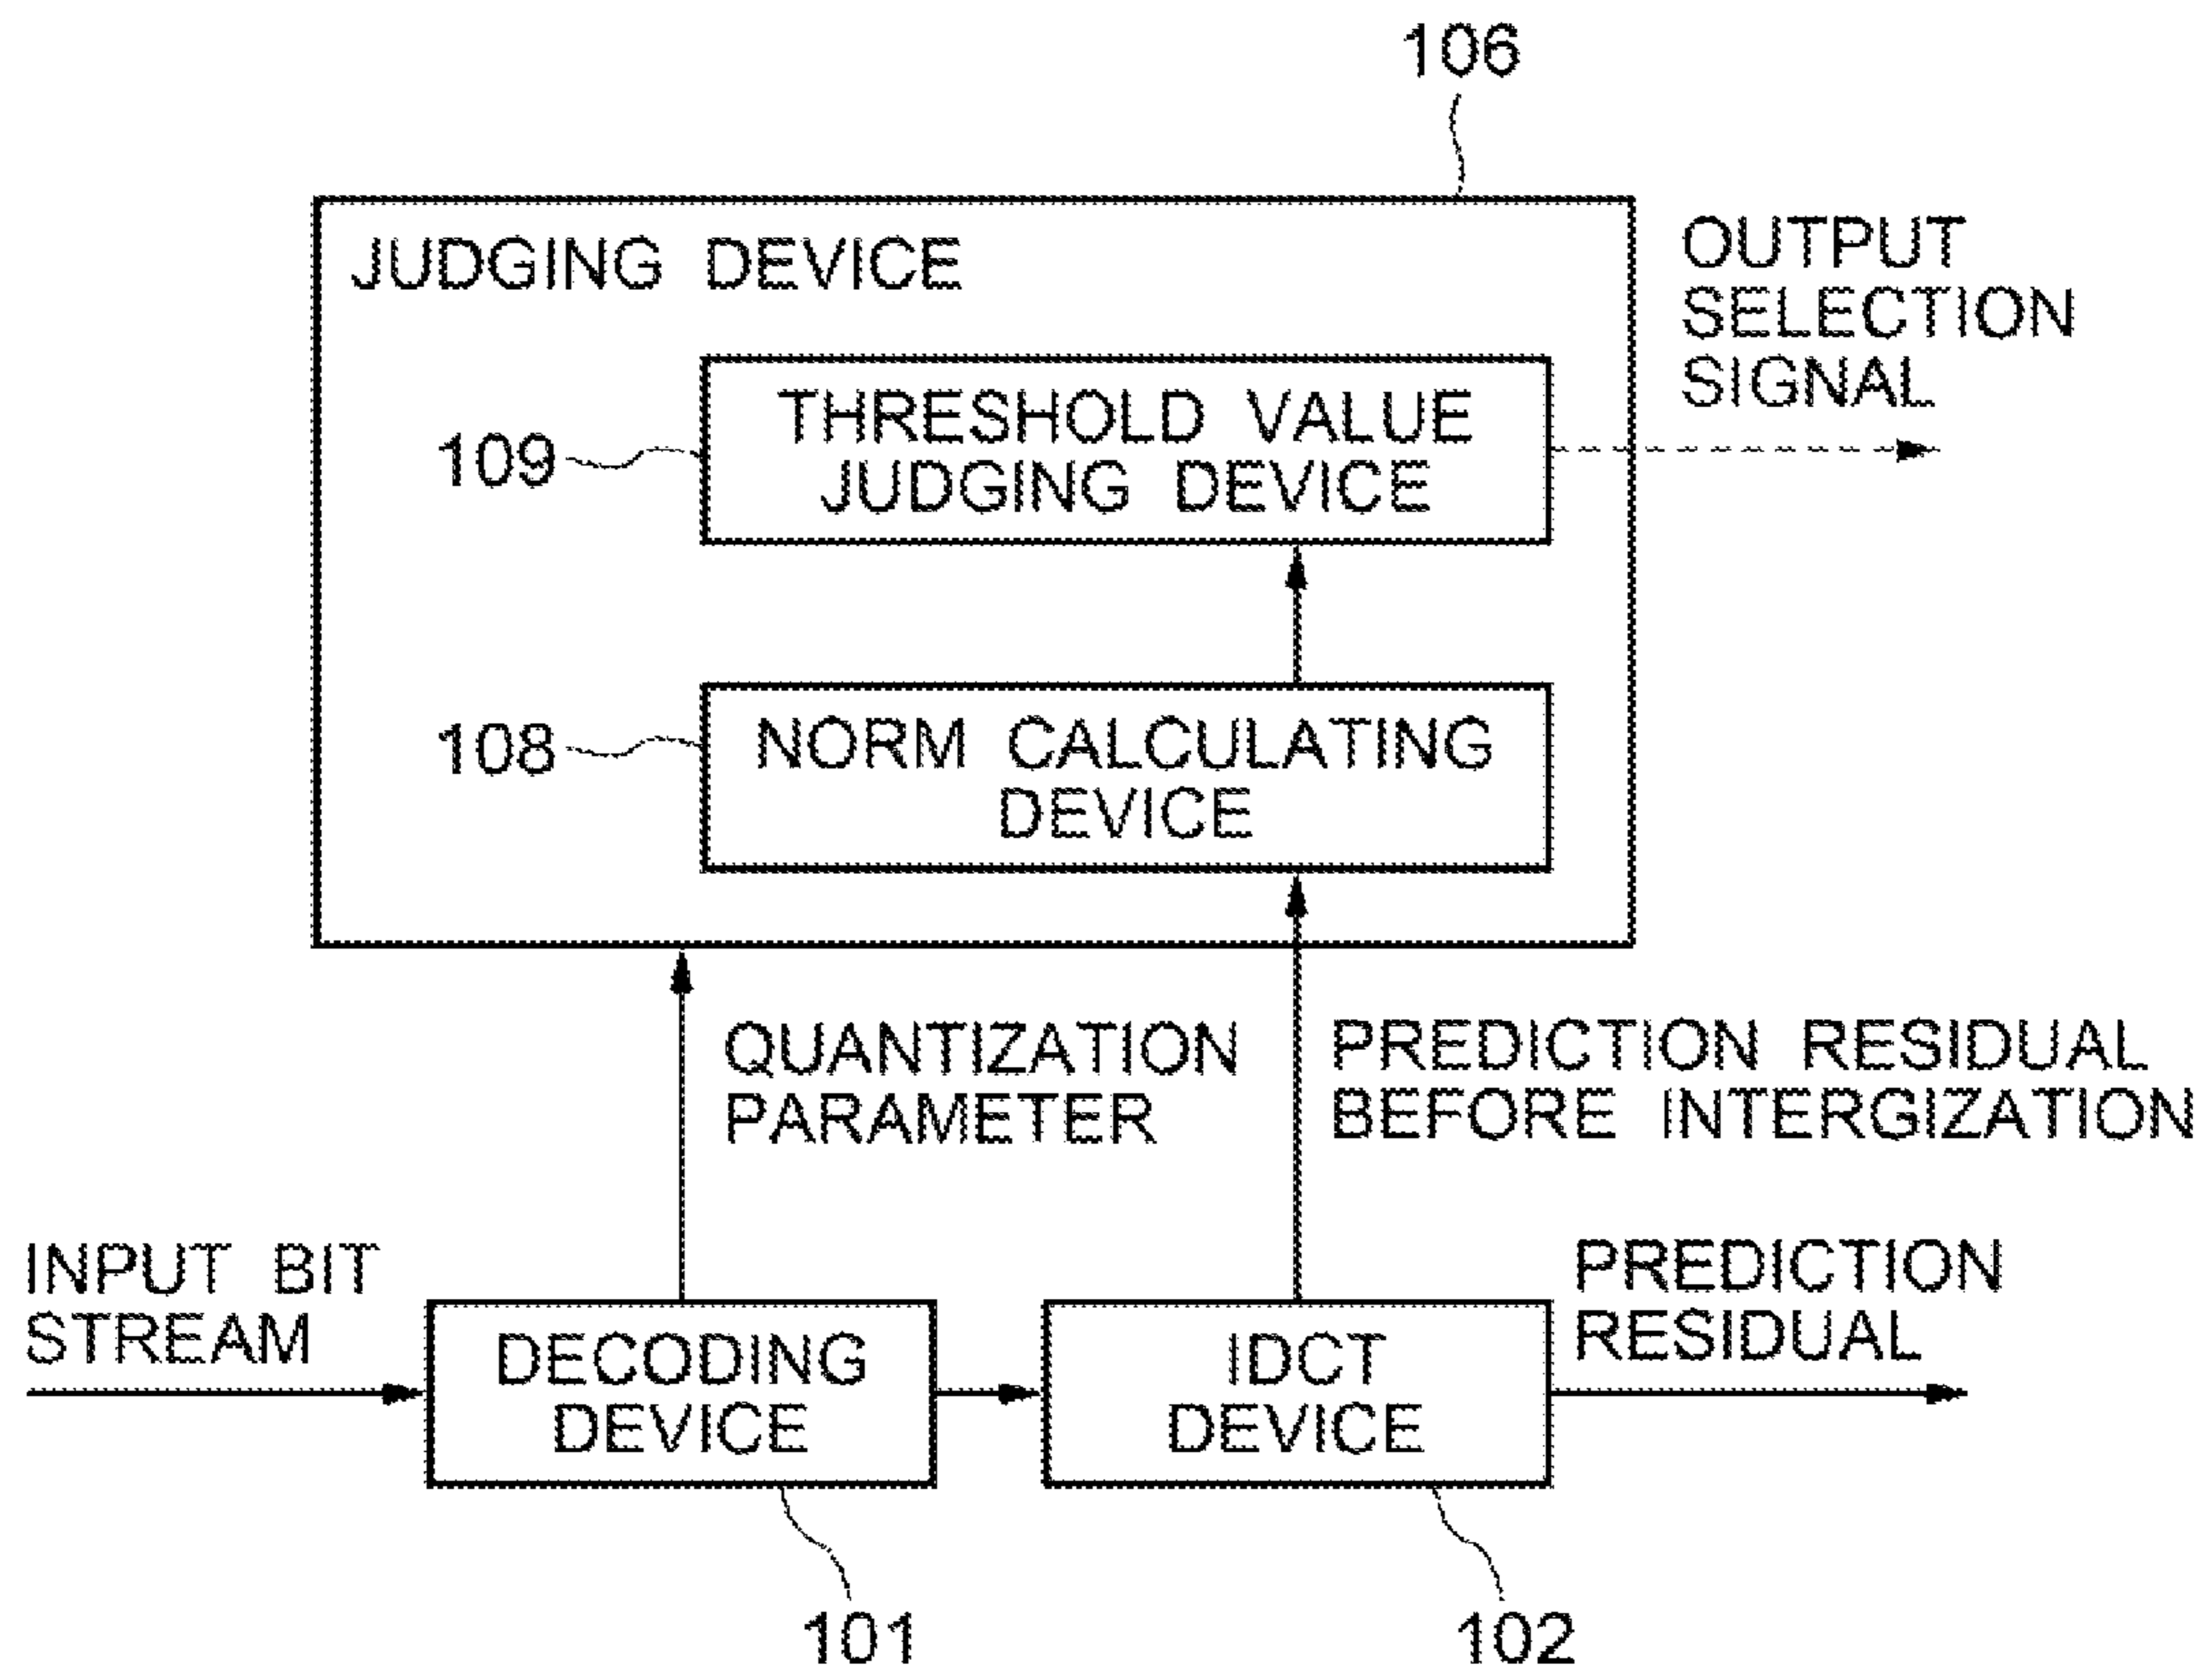 106
JUDGING DEVICE
OUTPUT
SELECTION
SIGNAL
THRESHOLD VALUE
JUDGING DEVICE
109
NORM CALCULATING
DEVICE
108
QUANTIZATION
PARAMETER
PREDICTION RESIDUAL
BEFORE INTERGIZATION
INPUT BIT
STREAM
DECODING
DEVICE
IDCT
DEVICE
PREDICTION
RESIDUAL
101
102